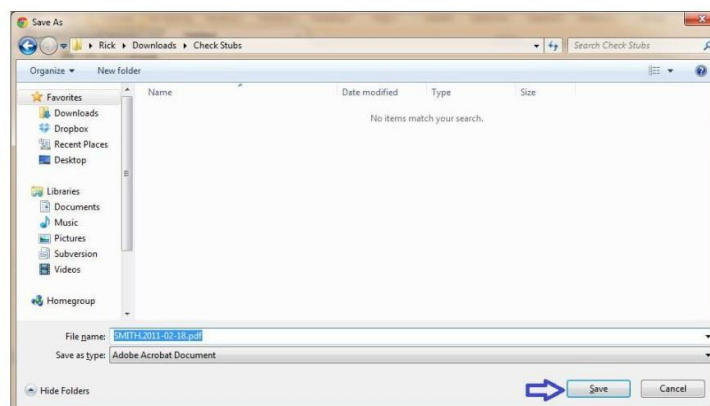 Save As
Rick Downloads Check Stubs Search Check Stubs
Organize New folder
Name Date modified Type Size
No items match your search.
Favorites
Downloads
Dropbox
Recent Places
Desktop
Libraries
Documents
Music
Pictures
Subversion
Videos
Homegroup
File name: SMITH.2011-02-18.pdf
Save as type: Adobe Acrobat Document
Hide Folders Save Cancel